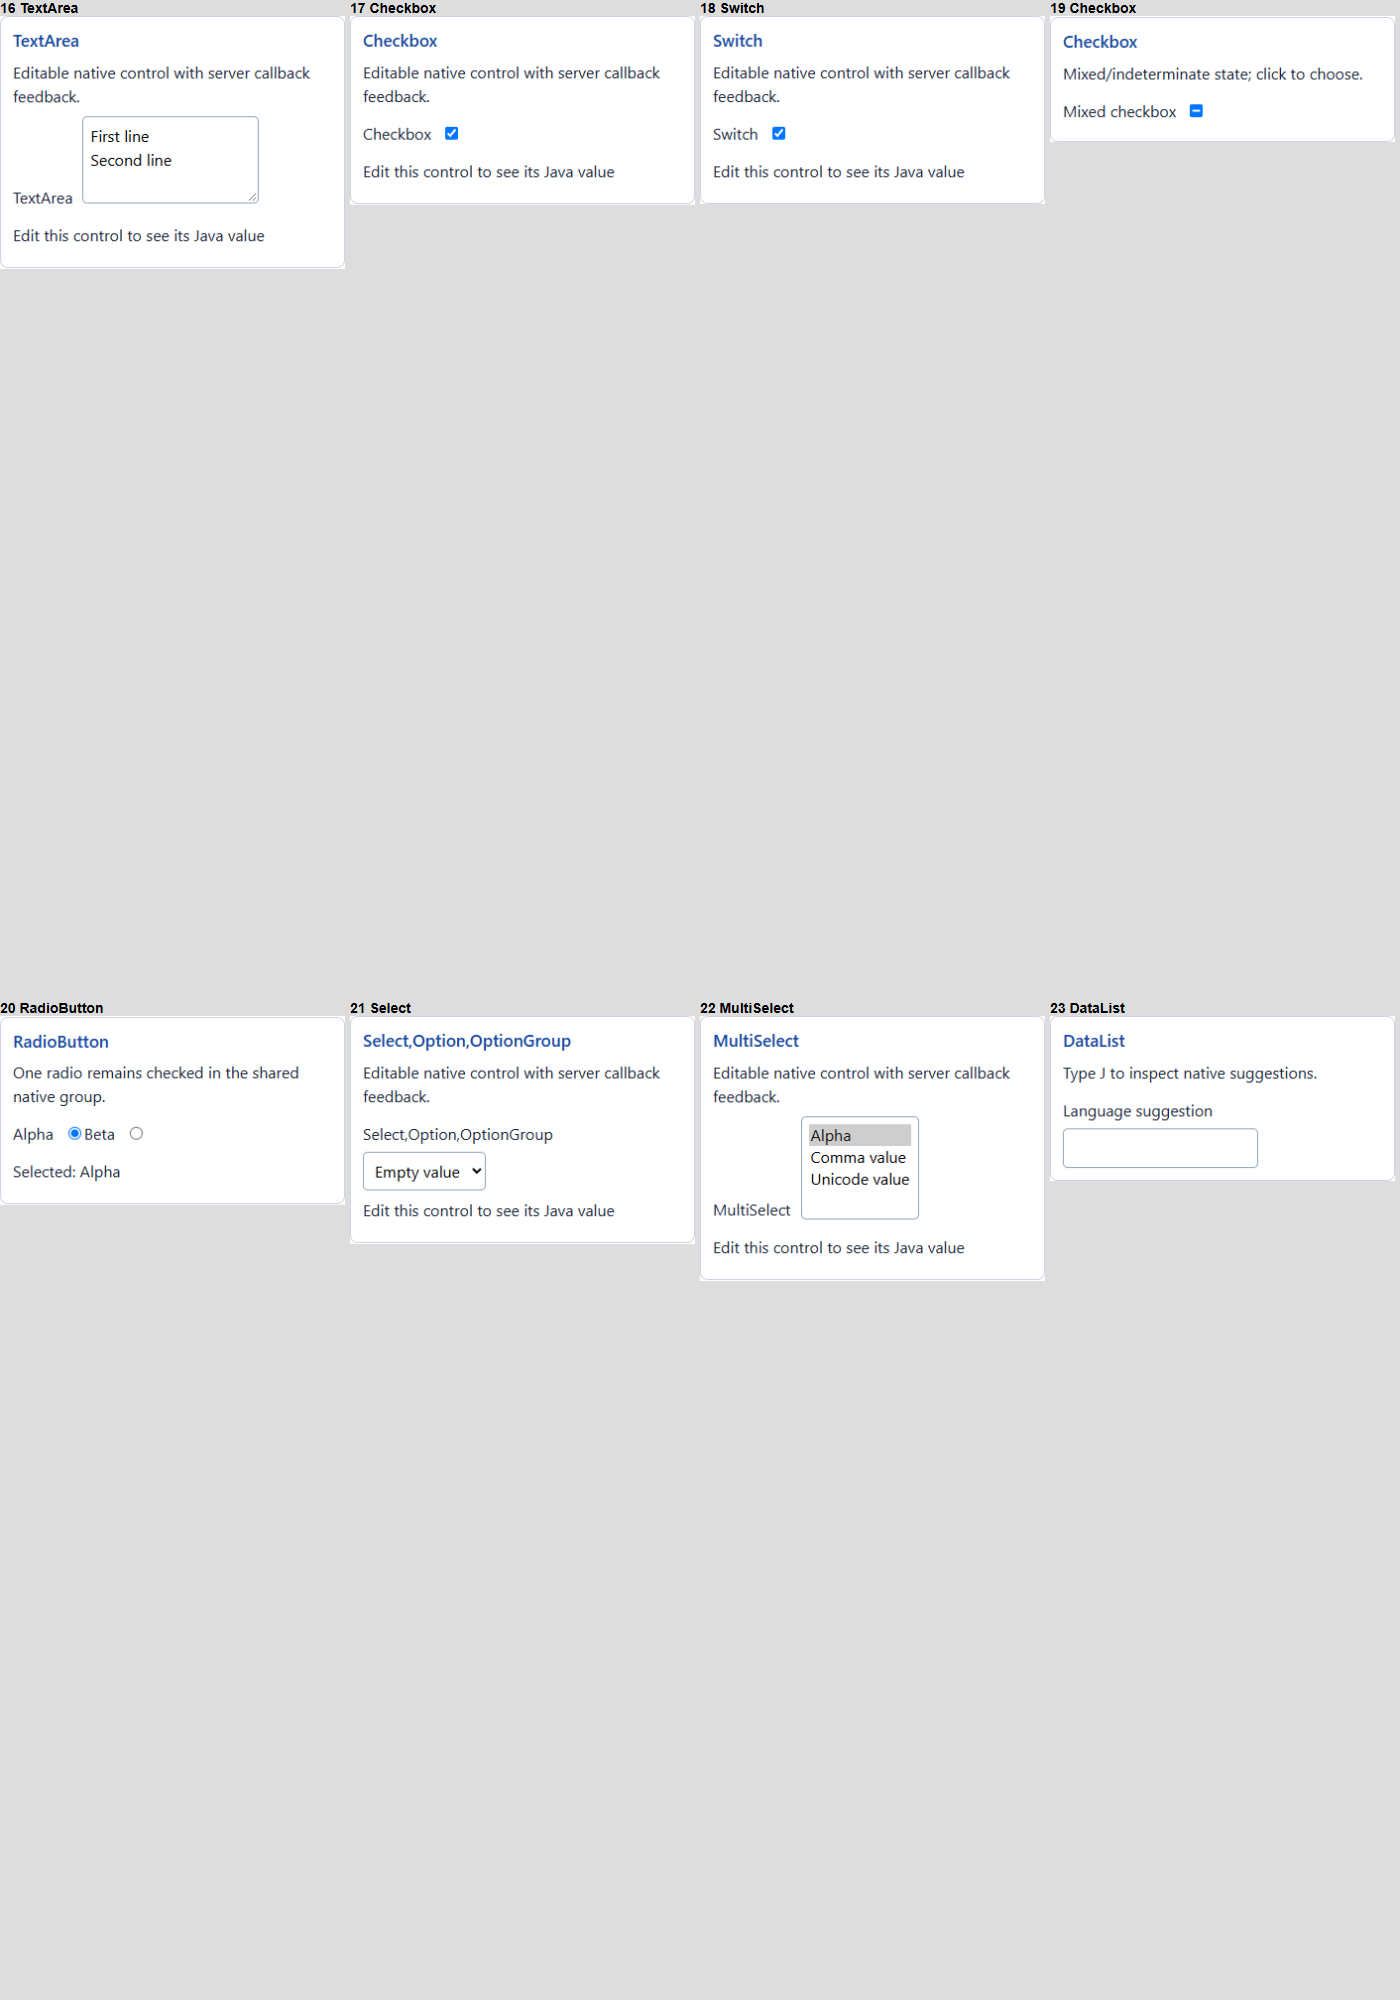 16 TextArea
TextArea
Editable native control with server callback
feedback.
First line
Second line
TextArea
Edit this control to see its Java value
17 Checkbox
Checkbox
Editable native control with server callback
feedback.
Checkbox
Edit this control to see its Java value
18 Switch
Switch
Editable native control with server callback
feedback.
Switch
Edit this control to see its Java value
19 Checkbox
Checkbox
Mixed/indeterminate state; click to choose.
Mixed checkbox
20 RadioButton
RadioButton
One radio remains checked in the shared
native group.
Alpha Beta
Selected: Alpha
21 Select
Select,Option,OptionGroup
Editable native control with server callback
feedback.
Select,Option,OptionGroup
Empty value
Edit this control to see its Java value
22 MultiSelect
MultiSelect
Editable native control with server callback
feedback.
Alpha
Comma value
Unicode value
MultiSelect
Edit this control to see its Java value
23 DataList
DataList
Type J to inspect native suggestions.
Language suggestion